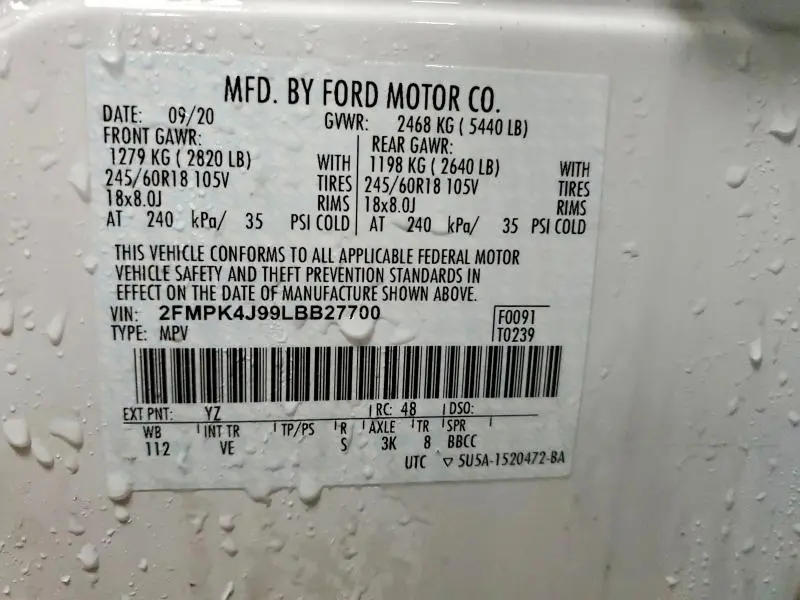 MFD. BY FORD MOTOR CO.
DATE: 09/20 GVWR: 2468 KG ( 5440 LB)
FRONT GAWR: REAR GAWR:
1279 KG ( 2820 LB) WITH 1198 KG ( 2640 LB) WITH
245/60R18 105V TIRES 245/60R18 105V TIRES
18x8.0J RIMS 18x8.0J RIMS
AT 240 kPa/ 35 PSI COLD AT 240 kPa/ 35 PSI COLD
THIS VEHICLE CONFORMS TO ALL APPLICABLE FEDERAL MOTOR
VEHICLE SAFETY AND THEFT PREVENTION STANDARDS IN
EFFECT ON THE DATE OF MANUFACTURE SHOWN ABOVE.
VIN: 2FMPK4J99LBB27700 F0091
TYPE: MPV T0239
EXT PNT: YZ RC: 48 DSO:
WB INT TR TP/PS R AXLE TR SPR
112 VE S 3K 8 BBCC
UTC ▽ 5U5A-1520472-BA